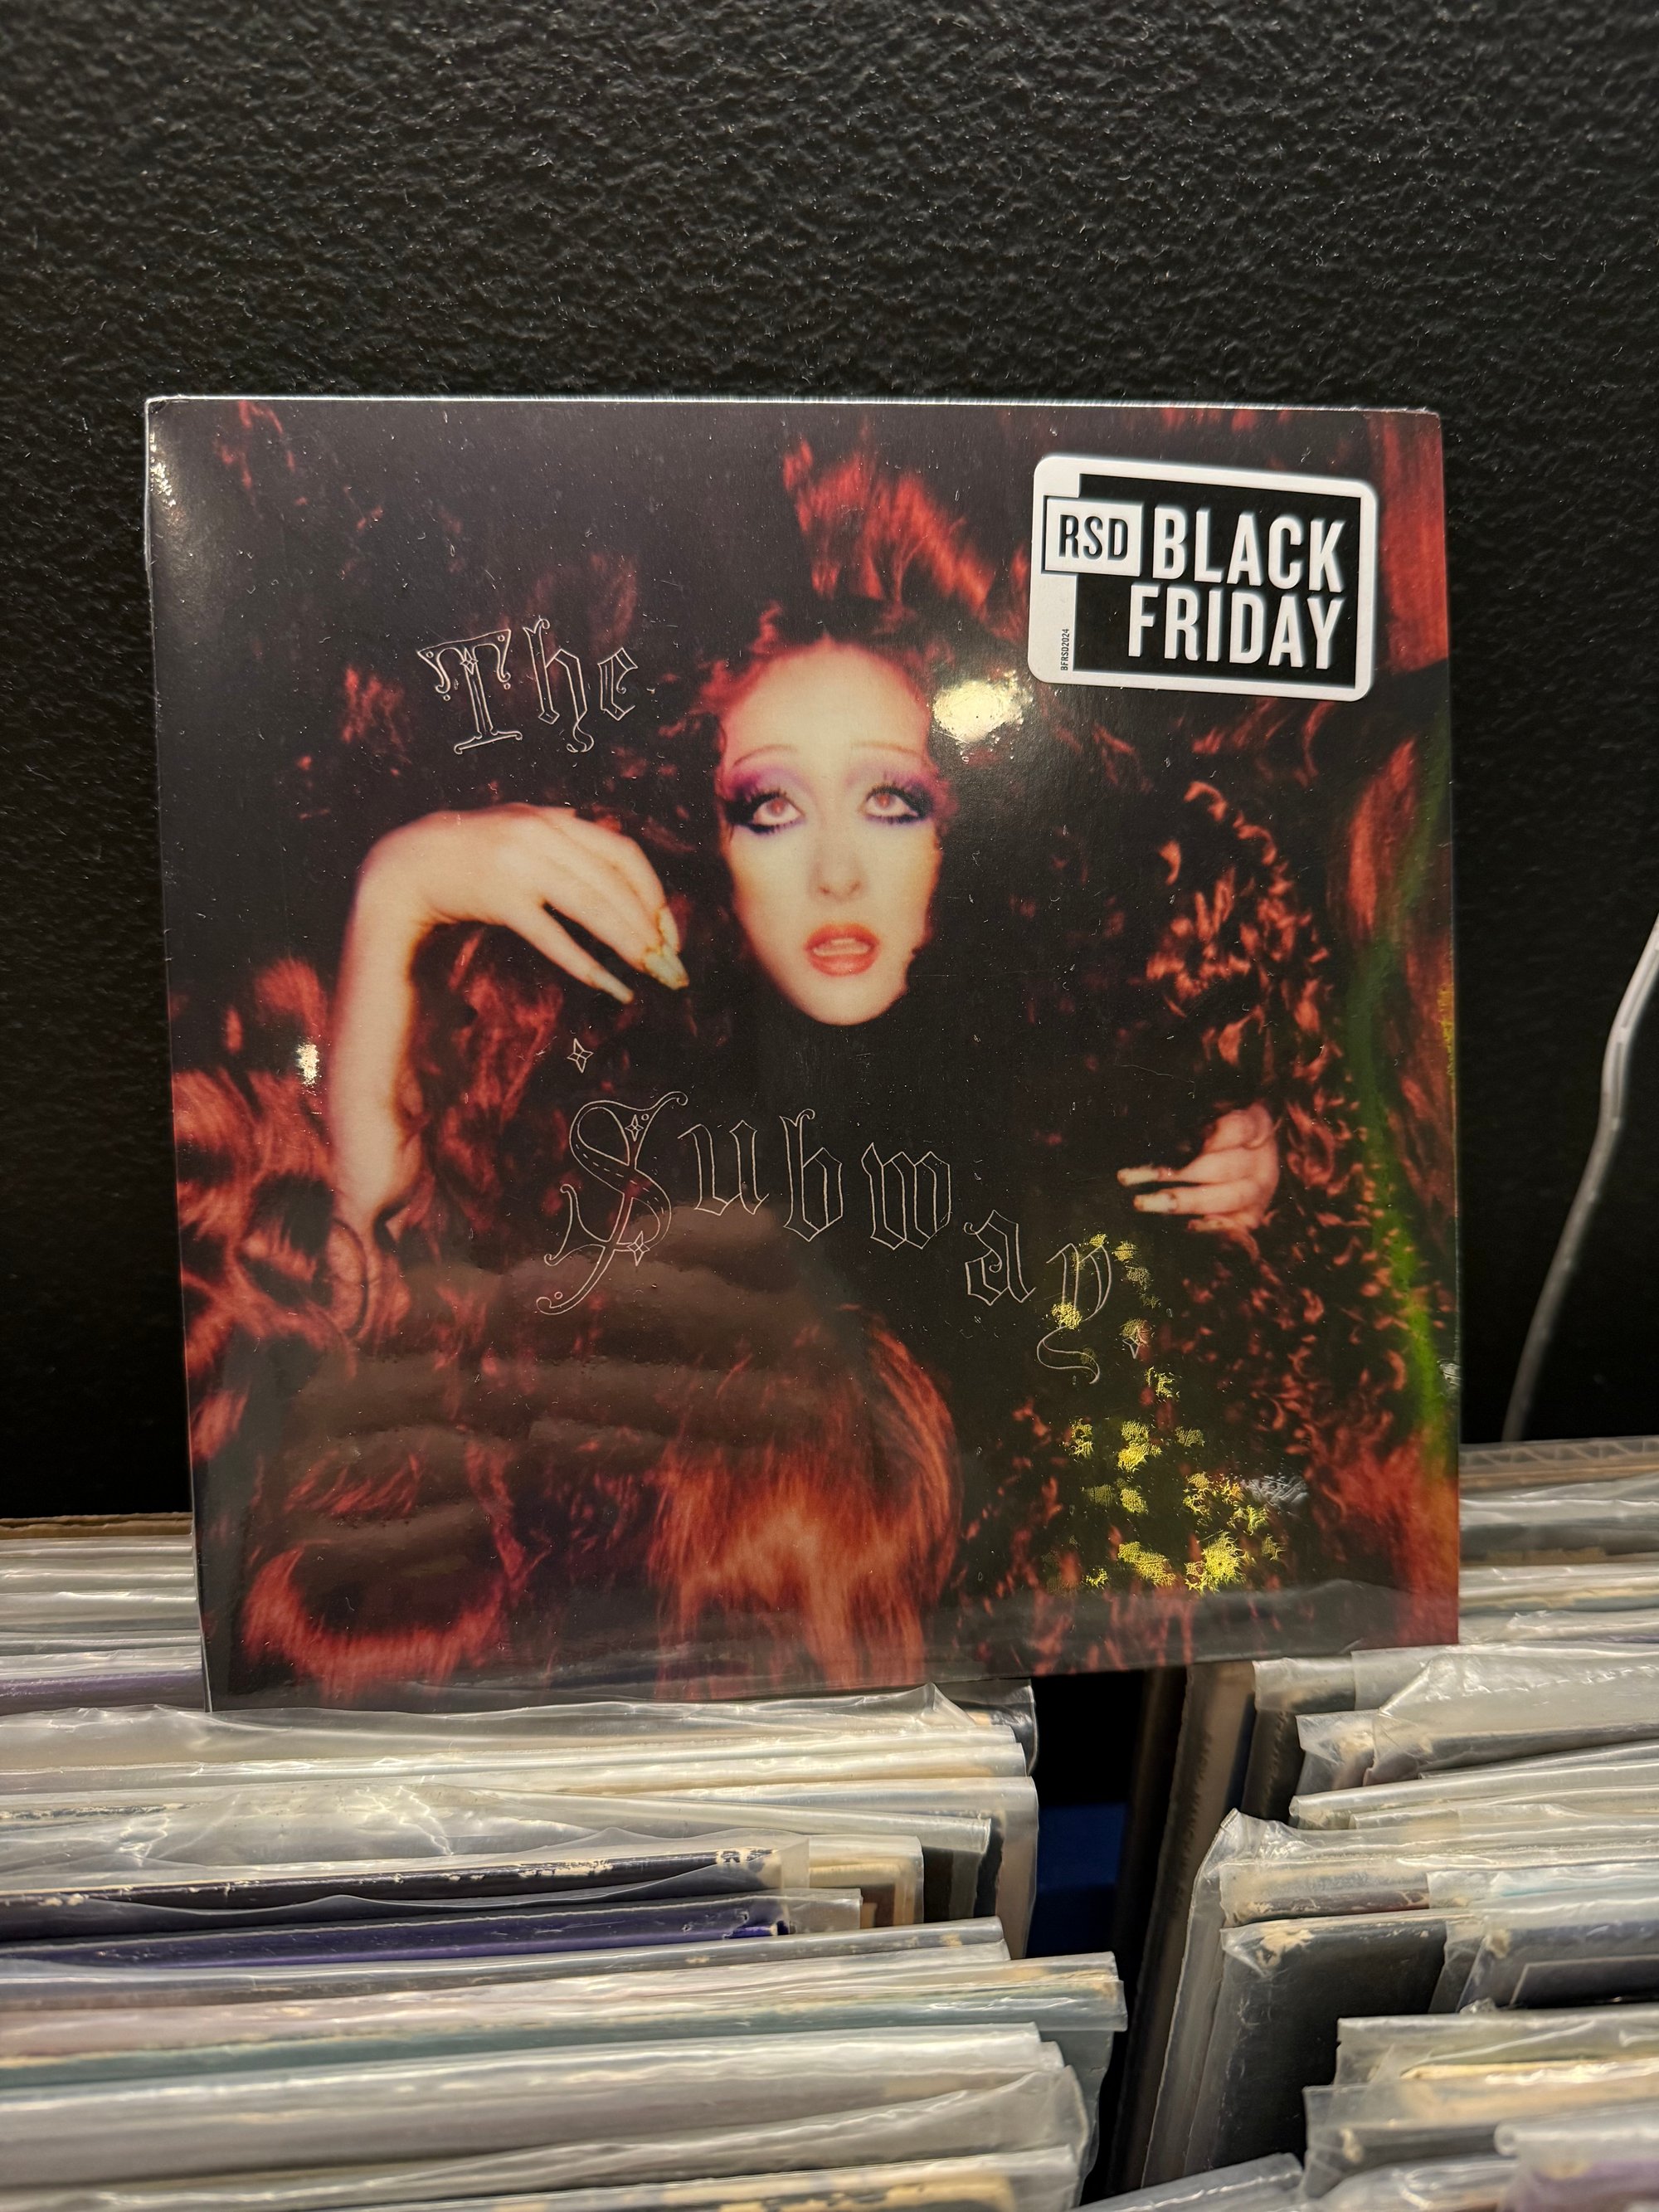 RSD BLACK
FRIDAY
BFRSD2024
The
Subway